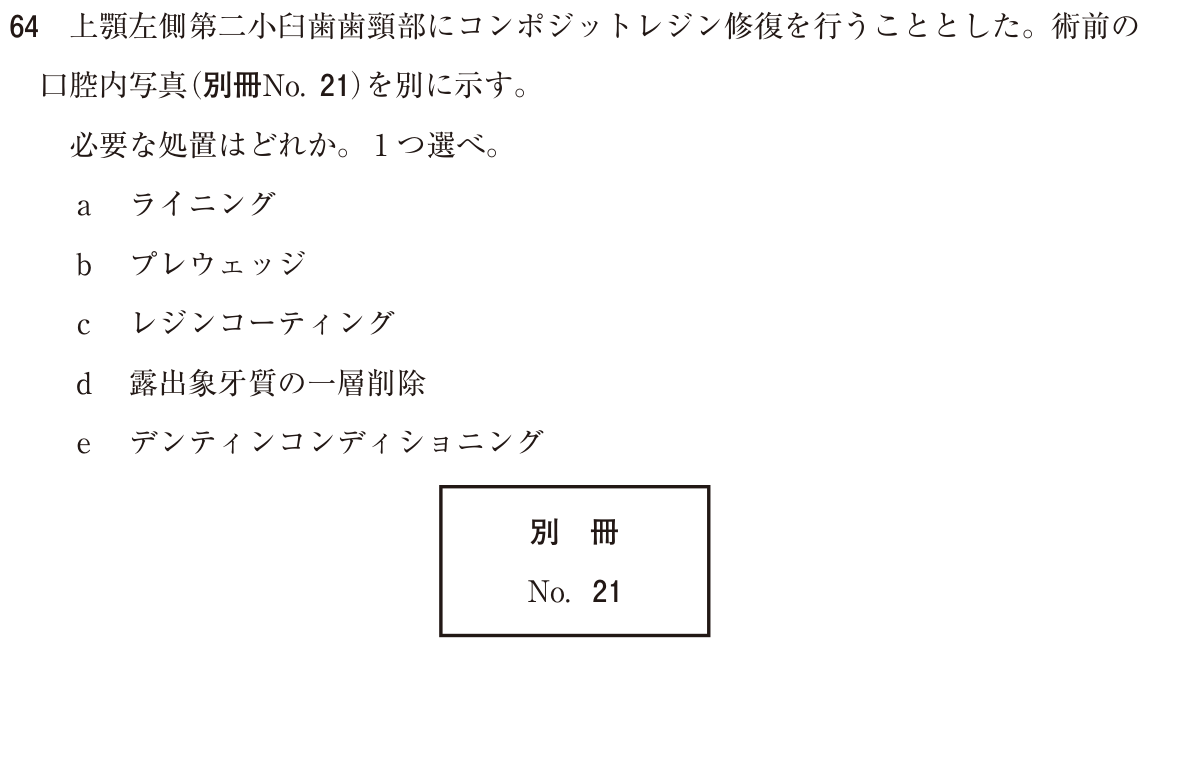 64 上顎左側第二小臼歯歯頸部にコンポジットレジン修復を行うこととした。術前の
口腔内写真(別冊No. 21)を別に示す。
必要な処置はどれか。1つ選べ。
a ライニング
b プレウェッジ
c レジンコーティング
d 露出象牙質の一層削除
e デンティンコンディショニング
別 冊
No. 21